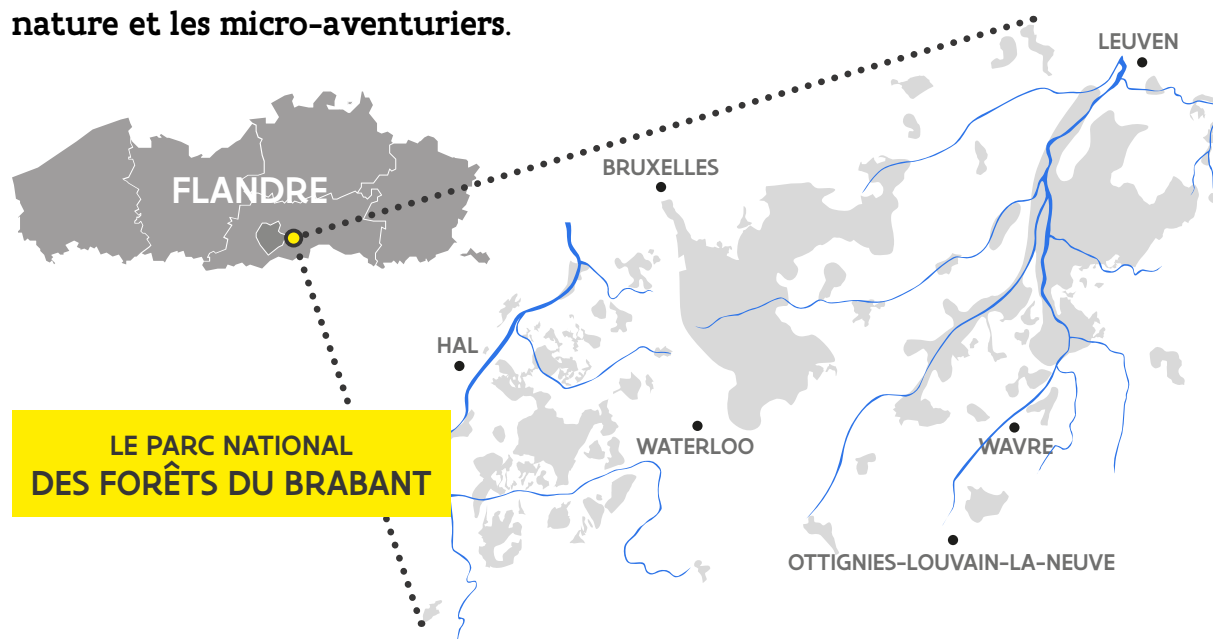 nature et les micro-aventuriers.
LEUVEN
BRUXELLES
FLANDRE
HAL
LE PARC NATIONAL
DES FORÊTS DU BRABANT
WATERLOO
WAVRE
OTTIGNIES-LOUVAIN-LA-NEUVE